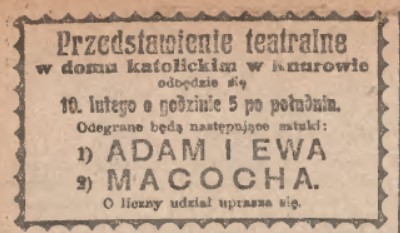 Przedstawienie teatralne
w domu katolickim w Knurowie
odbędzie się
10. lutego o godzinie 5 po południu.
Odegrane będą następujące sztuki:
1) ADAM I EWA
2) MACOCHA.
O liczny udział uprasza się.